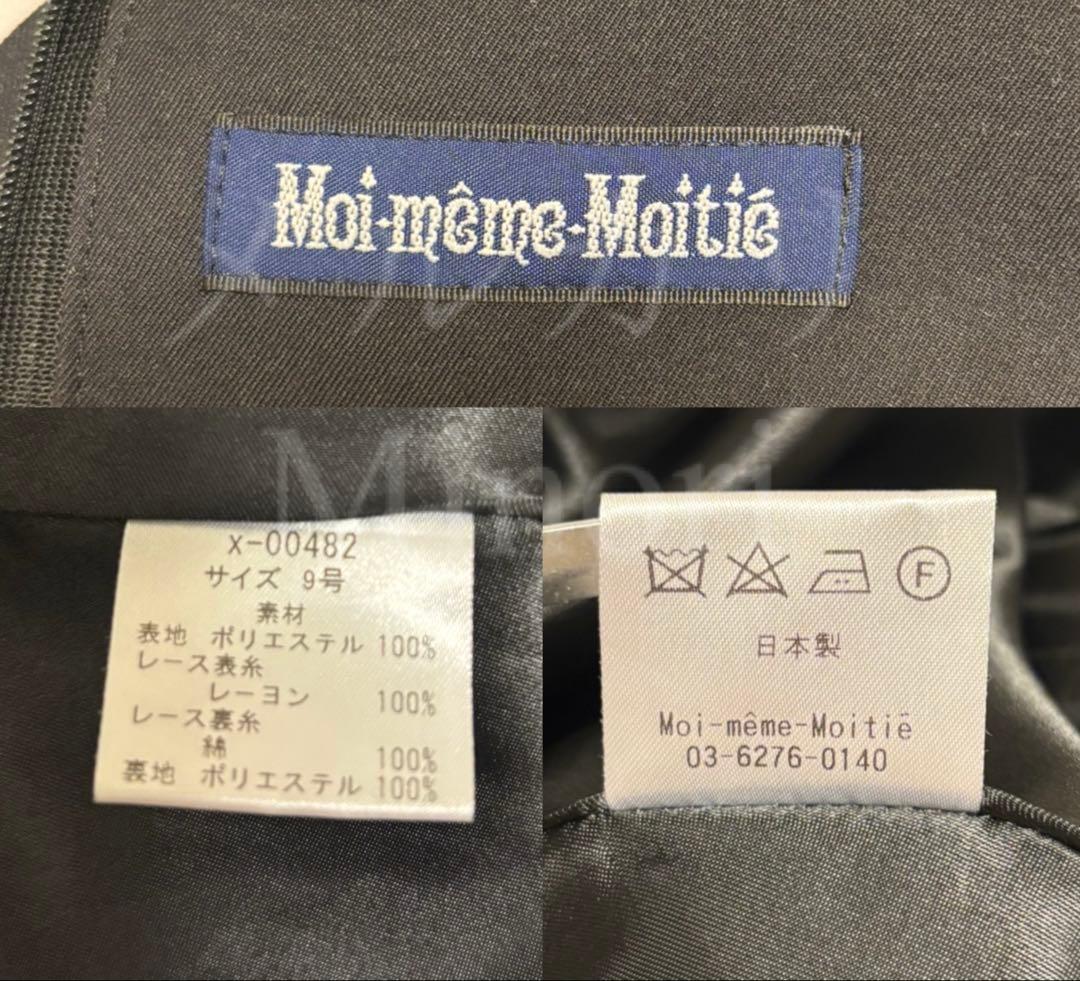 Moi-même-Moitié
Minori
x-00482
サイズ 9号
素材
表地 ポリエステル 100%
レース表糸
レーヨン 100%
レース裏糸
綿 100%
裏地 ポリエステル 100%
F
日本製
Moi-même-Moitië
03-6276-0140